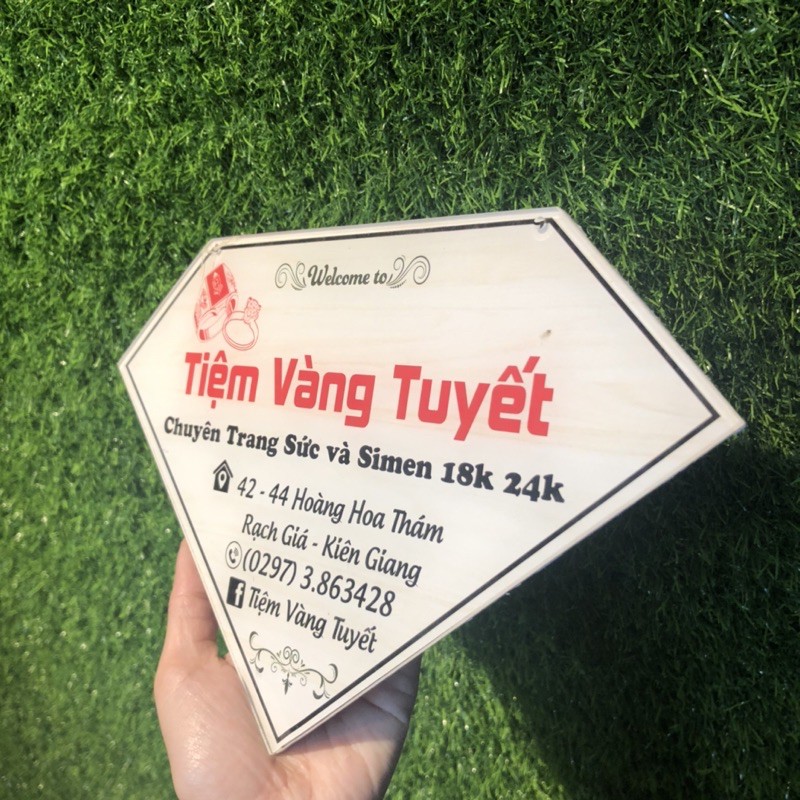 Welcome to
Tiệm Vàng Tuyết
Chuyên Trang Sức và Simen 18k 24k
42 - 44 Hoàng Hoa Thám
Rạch Giá - Kiên Giang
(0297) 3.863428
Tiệm Vàng Tuyết